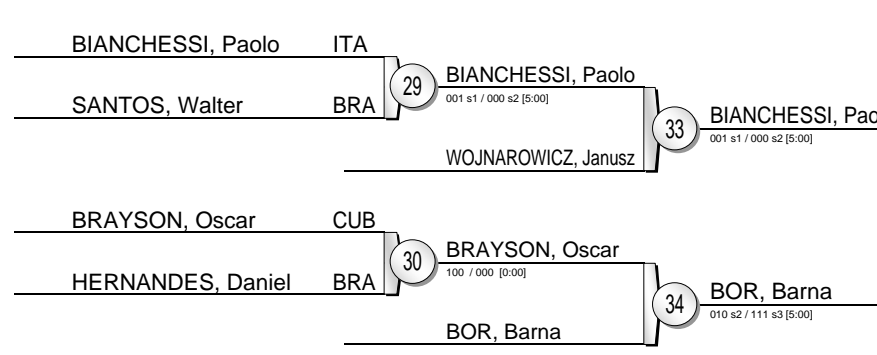 BIANCHESSI, Paolo ITA
SANTOS, Walter BRA
29
BIANCHESSI, Paolo
001 s1 / 000 s2 [5:00]
WOJNAROWICZ, Janusz
33
BIANCHESSI, Pao
001 s1 / 000 s2 [5:00]
BRAYSON, Oscar CUB
HERNANDES, Daniel BRA
30
BRAYSON, Oscar
100 / 000 [0:00]
BOR, Barna
34
BOR, Barna
010 s2 / 111 s3 [5:00]